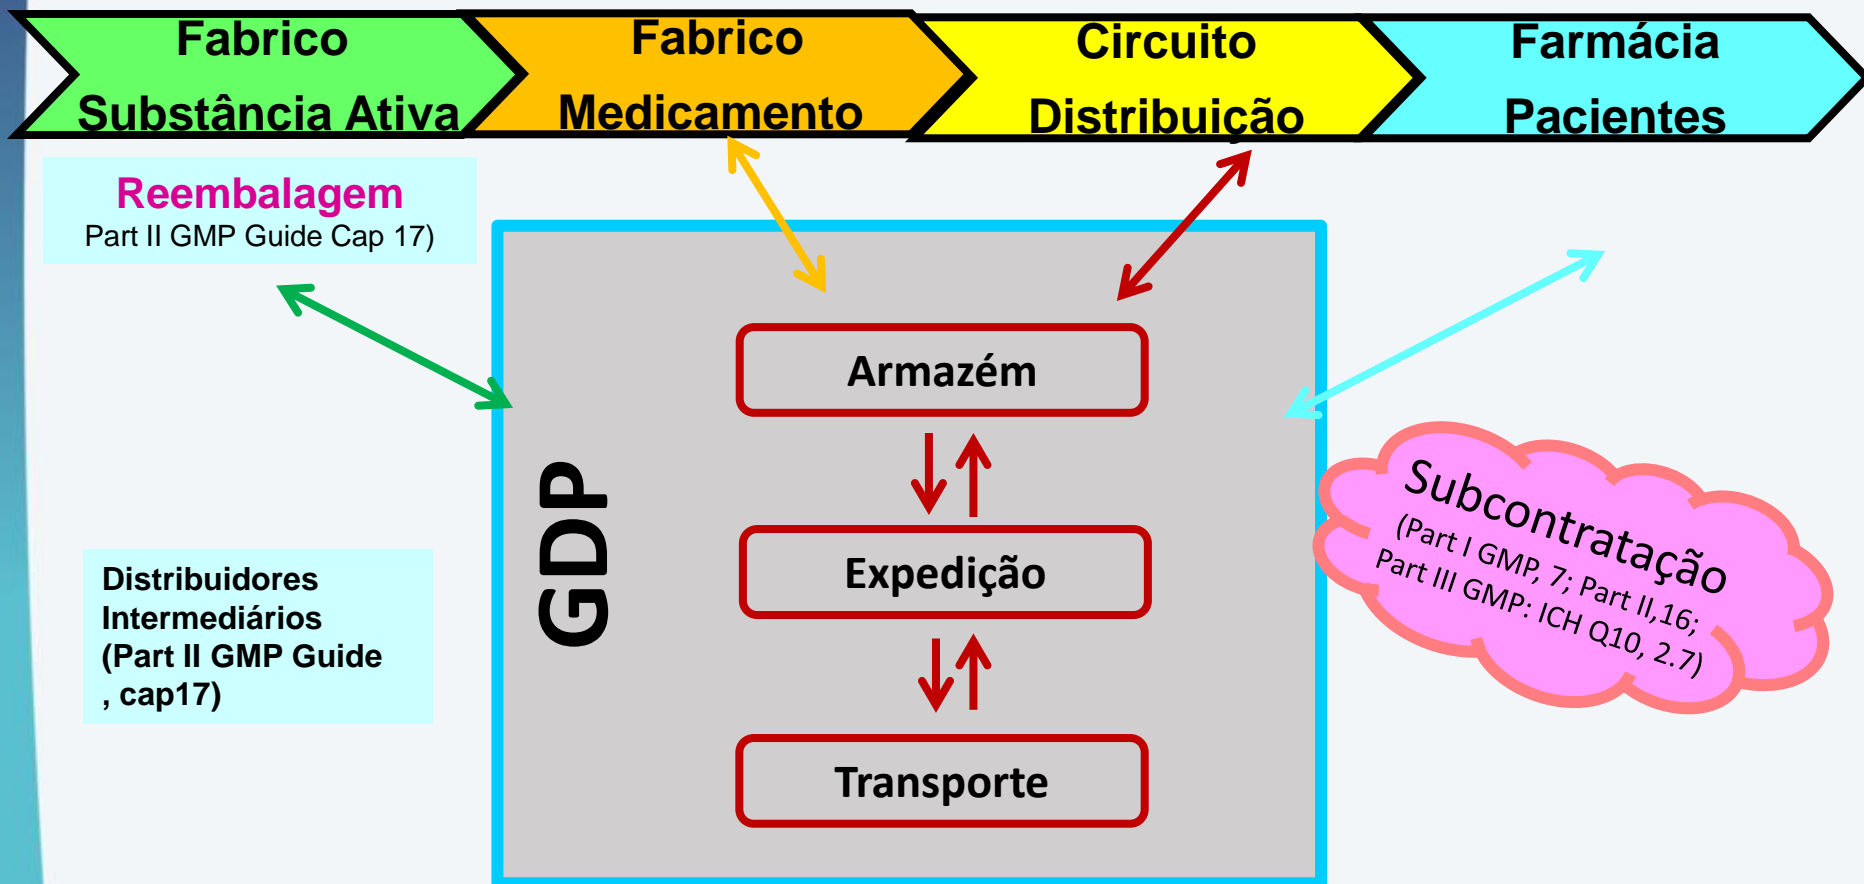 Fabrico
Substância Ativa
Fabrico
Medicamento
Circuito
Distribuição
Farmácia
Pacientes
Reembalagem
Part II GMP Guide Cap 17)
Armazém
GDP
Expedição
Transporte
Distribuidores
Intermediários
(Part II GMP Guide
, cap17)
Subcontratação
(Part I GMP, 7; Part II,16;
Part III GMP: ICH Q10, 2.7)